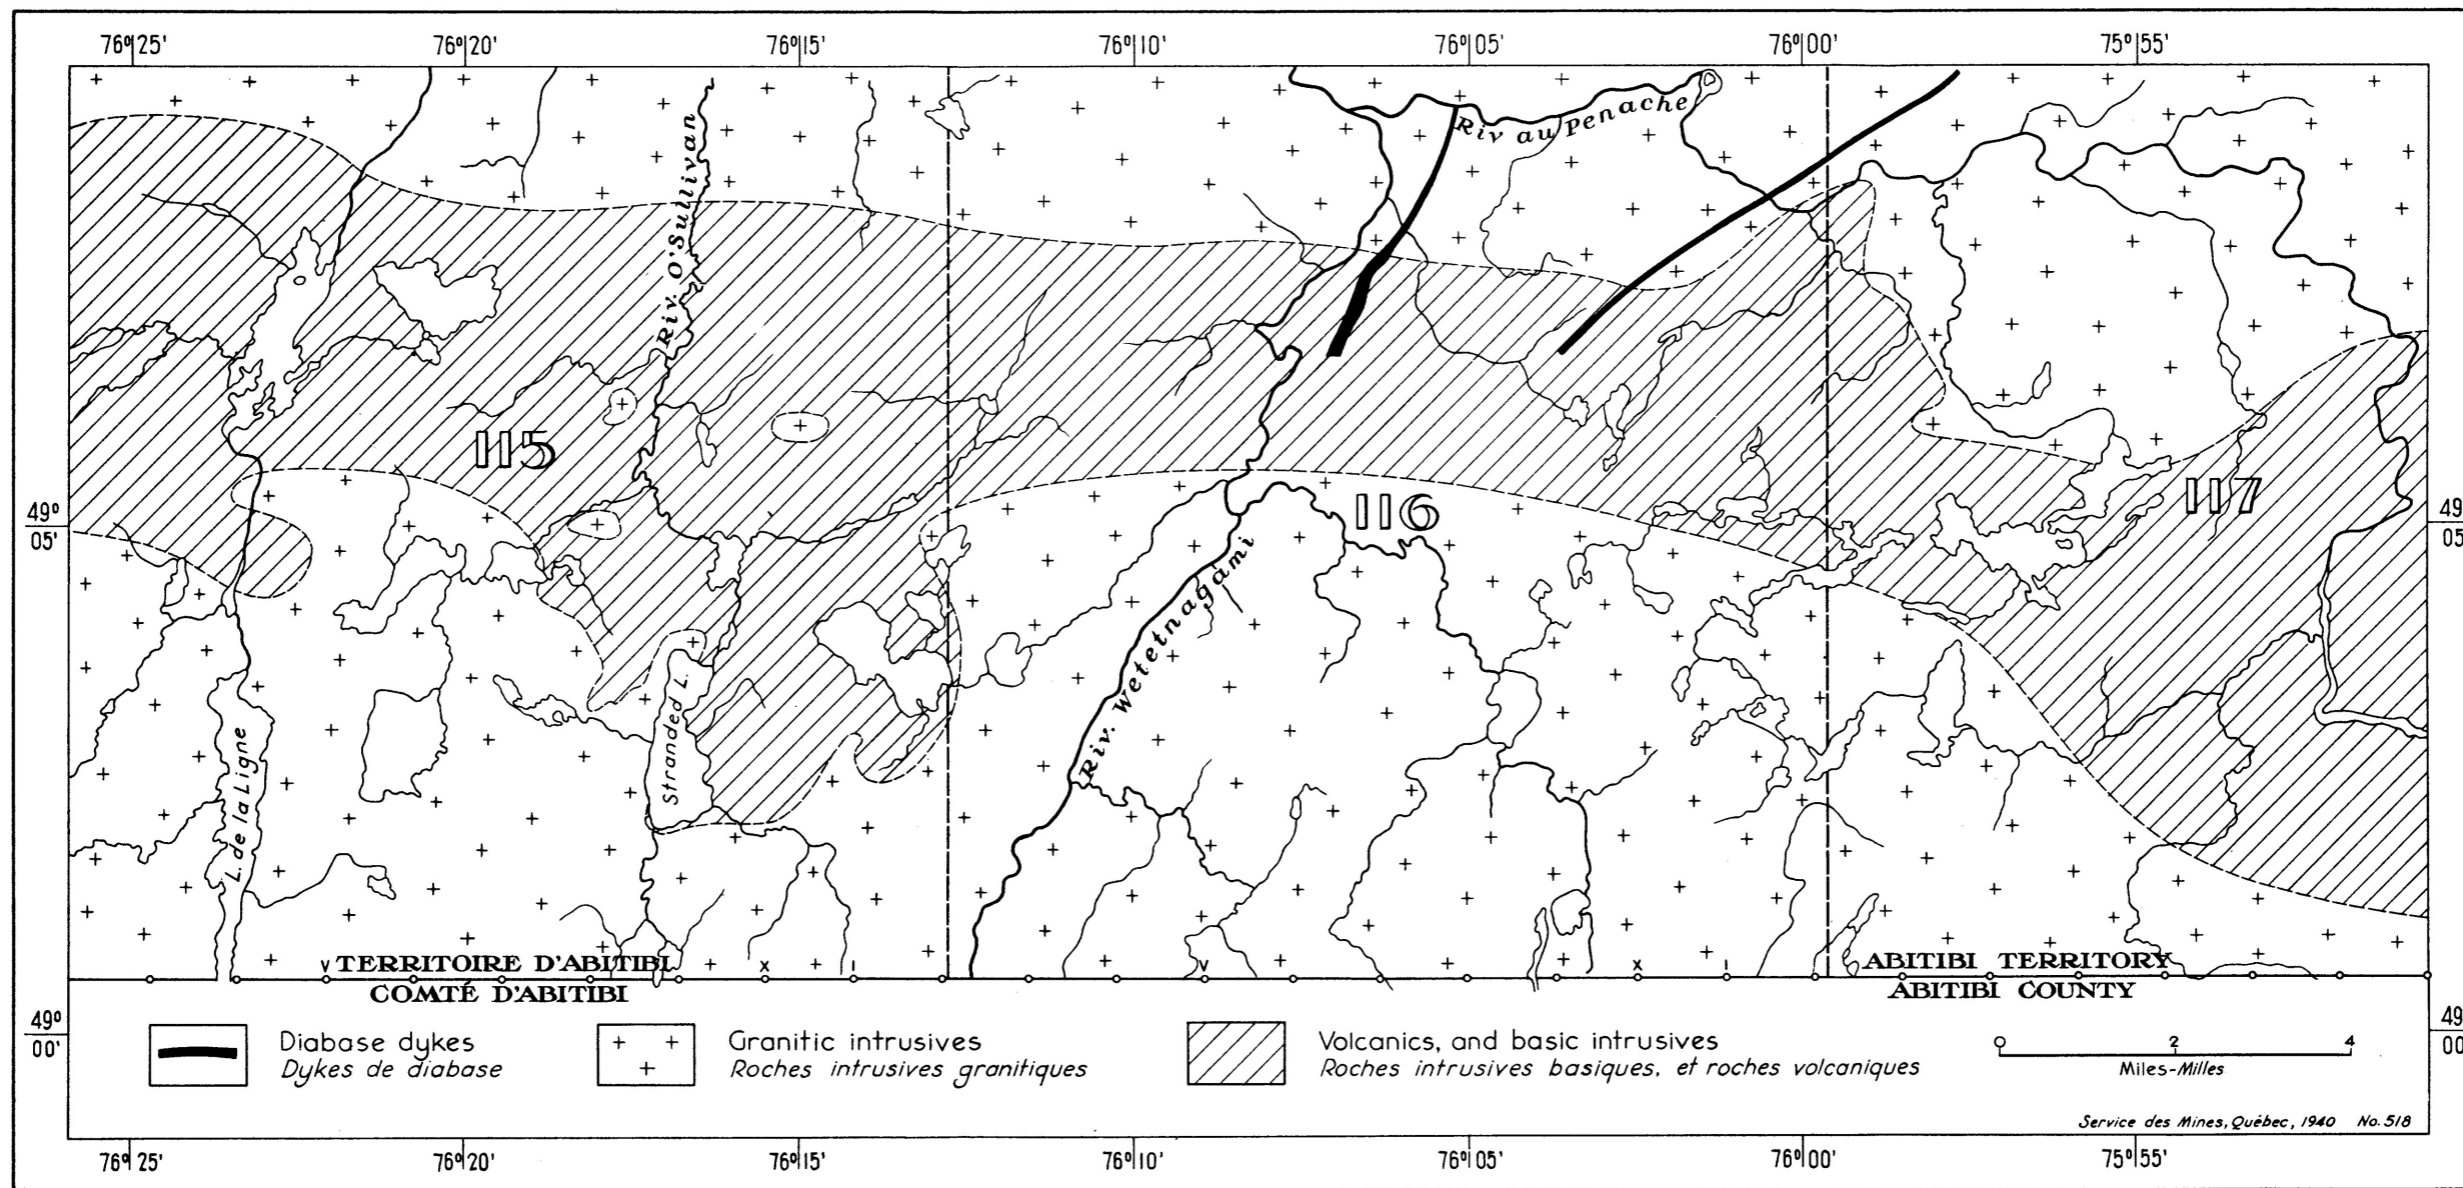 76°25' 76°20' 76°15' 76°10' 76°05' 76°00' 75°55'
Riv au Penache
Riv. O'Sullivan
115
116
117
49°
05'
49
05
Riv. Wetetnagami
Stranded L.
L. de la Ligne
V TERRITOIRE D'ABITIBI X I V X I ABITIBI TERRITORY
COMTÉ D'ABITIBI ABITIBI COUNTY
49°
00'
49
00
Diabase dykes
Dykes de diabase
Granitic intrusives
Roches intrusives granitiques
Volcanics, and basic intrusives
Roches intrusives basiques, et roches volcaniques
0 2 4
Miles-Milles
Service des Mines, Québec, 1940 No. 518
76°25' 76°20' 76°15' 76°10' 76°05' 76°00' 75°55'